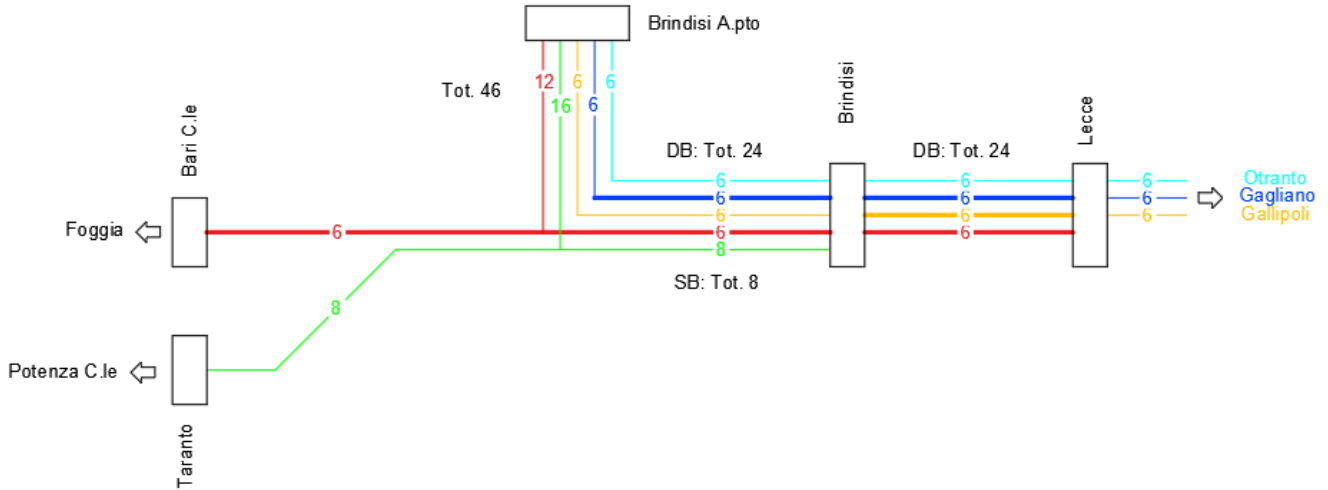 Brindisi A.pto
Tot. 46
12
16
6
6
6
Bari C.le
Brindisi
Lecce
DB: Tot. 24
DB: Tot. 24
6
6
6
Otranto
6
6
6
Gagliano
6
6
6
Gallipoli
Foggia
6
6
6
8
SB: Tot. 8
8
Potenza C.le
Taranto